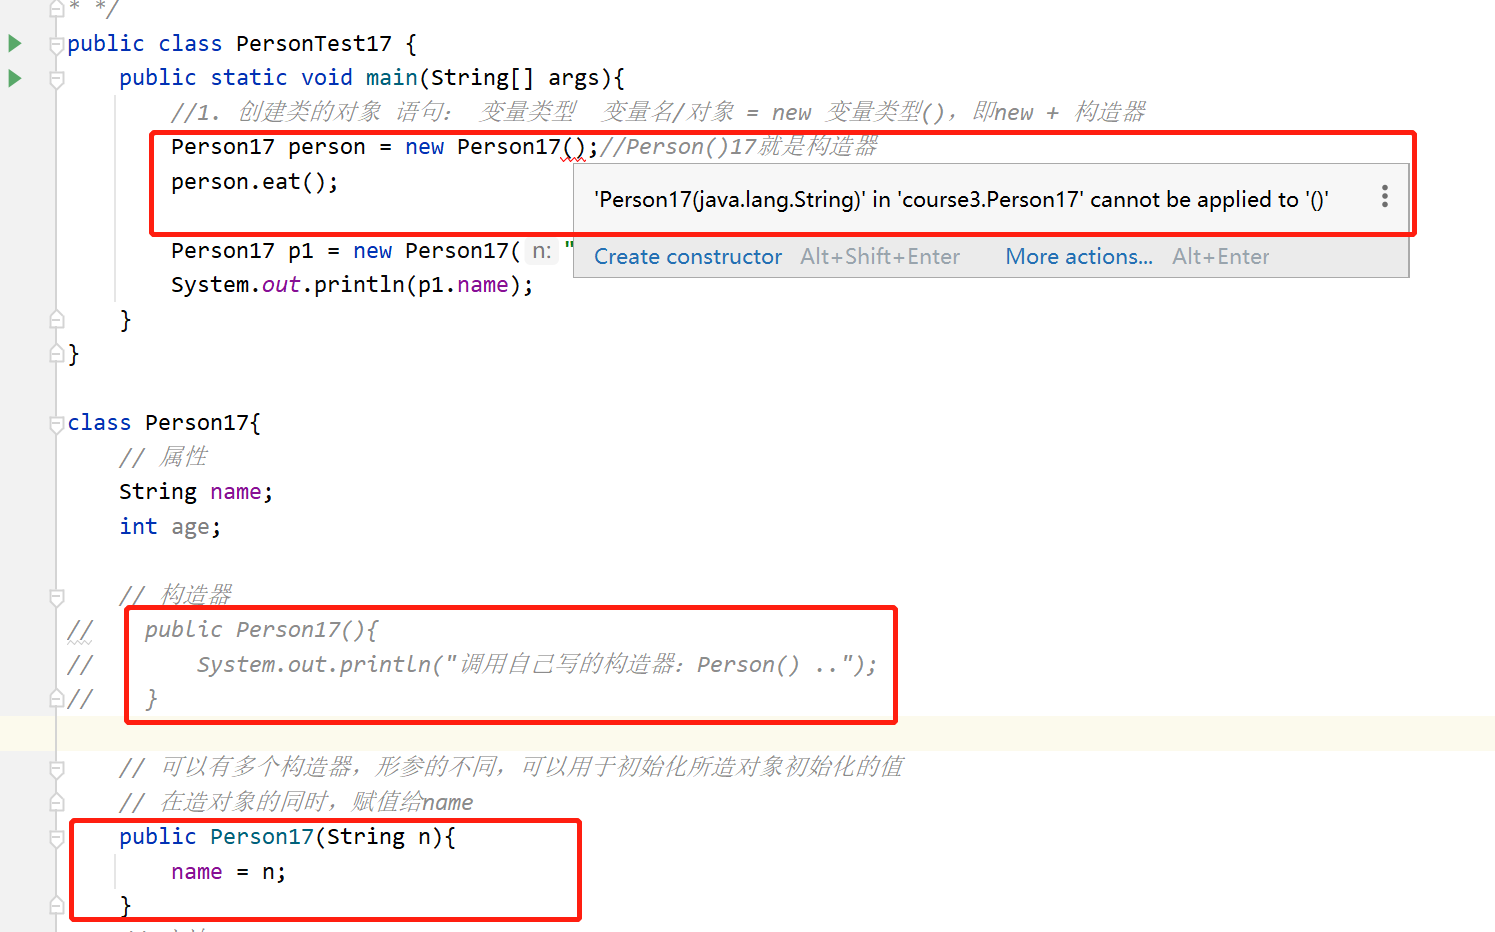 * */
public class PersonTest17 {
public static void main(String[] args){
//1. 创建类的对象 语句： 变量类型 变量名/对象 = new 变量类型(), 即new + 构造器
Person17 person = new Person17();//Person()17就是构造器
person.eat();
'Person17(java.lang.String)' in 'course3.Person17' cannot be applied to '()'
Person17 p1 = new Person17( n: "
Create constructor Alt+Shift+Enter More actions... Alt+Enter
System.out.println(p1.name);
}
}
class Person17{
// 属性
String name;
int age;
// 构造器
// public Person17(){
// System.out.println("调用自己写的构造器：Person() ..");
// }
// 可以有多个构造器，形参的不同，可以用于初始化所造对象初始化的值
// 在造对象的同时，赋值给name
public Person17(String n){
name = n;
}